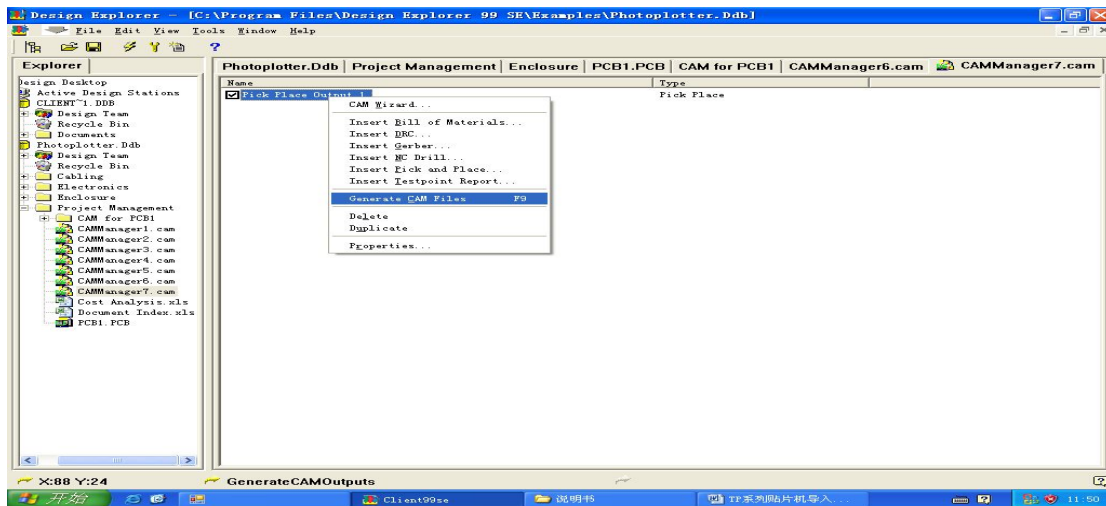 Design Explorer - [C:\Program Files\Design Explorer 99 SE\Examples\Photoplotter.Ddb]
File Edit View Tools Window Help
?
Explorer
Photoplotter.Ddb Project Management Enclosure PCB1.PCB CAM for PCB1 CAMManager6.cam CAMManager7.cam
Name Type
Design Desktop
Active Design Stations
CLIENT~1.DDB
Design Team
Recycle Bin
Documents
Photoplotter.Ddb
Design Team
Recycle Bin
Cabling
Electronics
Enclosure
Project Management
CAM for PCB1
CAMManager1.cam
CAMManager2.cam
CAMManager3.cam
CAMManager4.cam
CAMManager5.cam
CAMManager6.cam
CAMManager7.cam
Cost Analysis.xls
Document Index.xls
PCB1.PCB
Pick Place Output 1 Pick Place
CAM Wizard...
Insert Bill of Materials...
Insert DRC...
Insert Gerber...
Insert NC Drill...
Insert Pick and Place...
Insert Testpoint Report...
Generate CAM Files F9
Delete
Duplicate
Properties...
X:88 Y:24 GenerateCAMOutputs
开始 Client99se 说明书 TP系列贴片机导入... 11:50